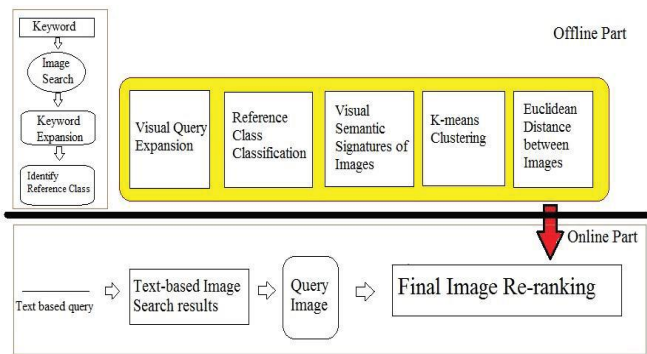 Keyword
Image
Search
Keyword
Expansion
Identify
Reference Class
Offline Part
Visual Query
Expansion
Reference
Class
Classification
Visual
Semantic
Signatures of
Images
K-means
Clustering
Euclidean
Distance
between
Images
Online Part
Text based query
Text-based Image
Search results
Query
Image
Final Image Re-ranking